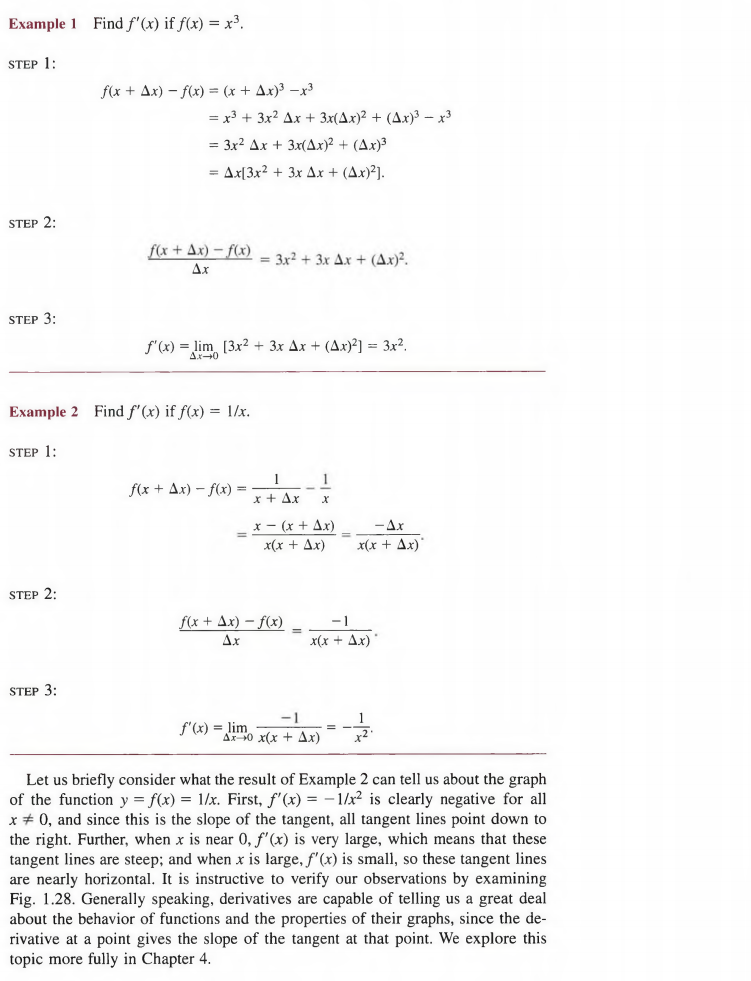 Example 1 Find f′(x) if f(x) = x³.
STEP 1:
f(x + Δx) − f(x) = (x + Δx)³ −x³
= x³ + 3x² Δx + 3x(Δx)² + (Δx)³ − x³
= 3x² Δx + 3x(Δx)² + (Δx)³
= Δx[3x² + 3x Δx + (Δx)²].
STEP 2:
\frac{f(x + Δx) − f(x)}{Δx} = 3x² + 3x Δx + (Δx)².
STEP 3:
f′(x) = \lim_{Δx→0} [3x² + 3x Δx + (Δx)²] = 3x².
Example 2 Find f′(x) if f(x) = 1/x.
STEP 1:
f(x + Δx) − f(x) = \frac{1}{x + Δx} − \frac{1}{x}
= \frac{x − (x + Δx)}{x(x + Δx)} = \frac{−Δx}{x(x + Δx)}.
STEP 2:
\frac{f(x + Δx) − f(x)}{Δx} = \frac{−1}{x(x + Δx)}.
STEP 3:
f′(x) = \lim_{Δx→0} \frac{−1}{x(x + Δx)} = −\frac{1}{x²}.
Let us briefly consider what the result of Example 2 can tell us about the graph
of the function y = f(x) = 1/x. First, f′(x) = −1/x² is clearly negative for all
x ≠ 0, and since this is the slope of the tangent, all tangent lines point down to
the right. Further, when x is near 0, f′(x) is very large, which means that these
tangent lines are steep; and when x is large, f′(x) is small, so these tangent lines
are nearly horizontal. It is instructive to verify our observations by examining
Fig. 1.28. Generally speaking, derivatives are capable of telling us a great deal
about the behavior of functions and the properties of their graphs, since the de-
rivative at a point gives the slope of the tangent at that point. We explore this
topic more fully in Chapter 4.